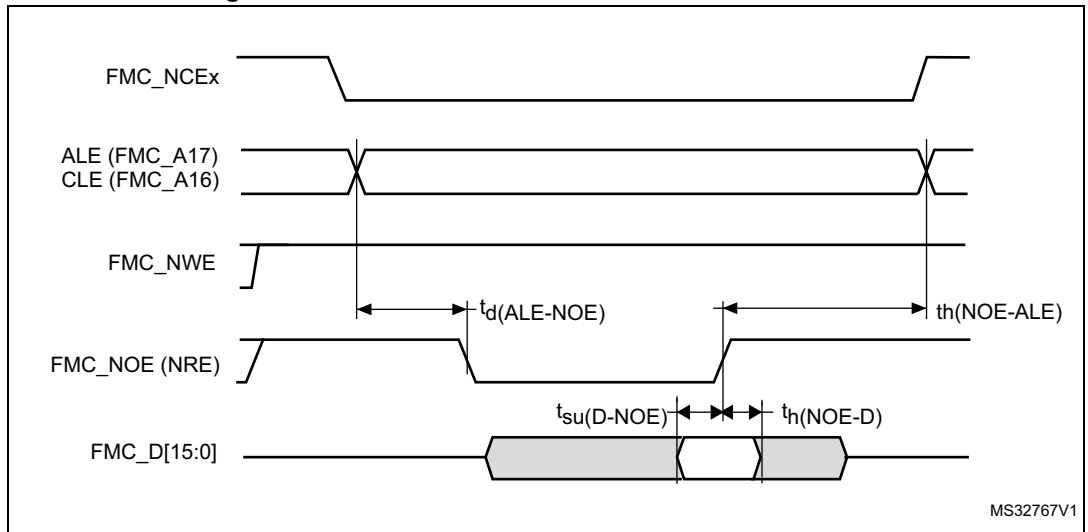 FMC_NCEx
ALE (FMC_A17)
CLE (FMC_A16)
FMC_NWE
td(ALE-NOE)
th(NOE-ALE)
FMC_NOE (NRE)
tsu(D-NOE)
th(NOE-D)
FMC_D[15:0]
MS32767V1